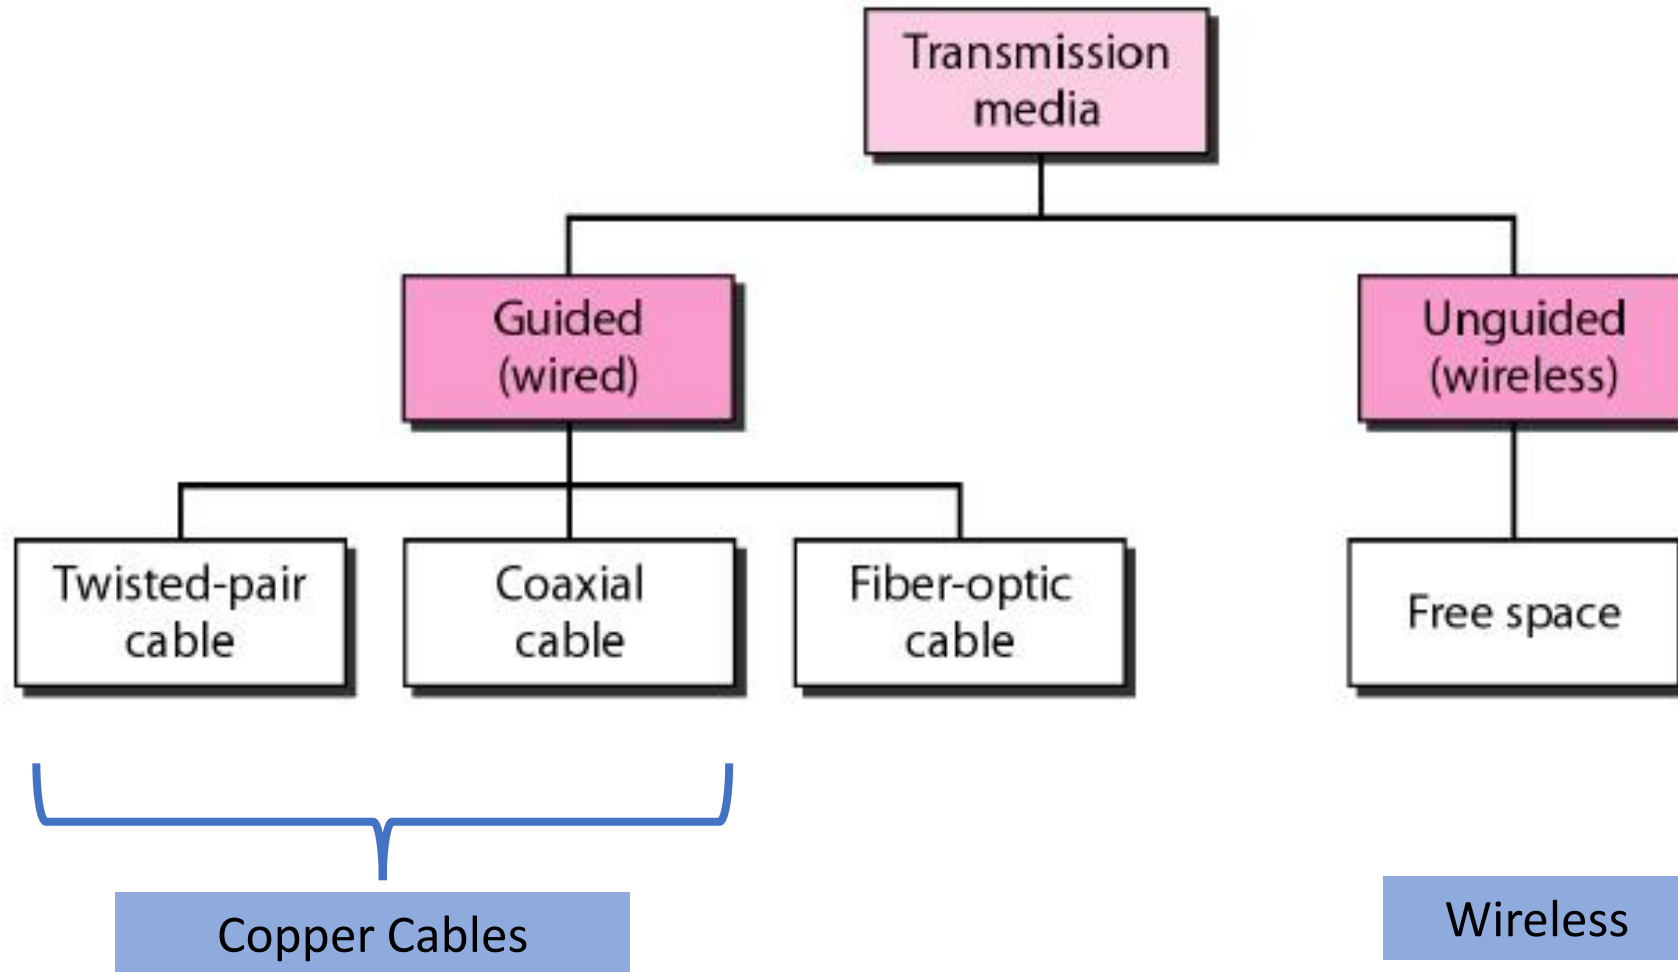 Transmission
media
Guided
(wired)
Unguided
(wireless)
Twisted-pair
cable
Coaxial
cable
Fiber-optic
cable
Free space
Copper Cables
Wireless